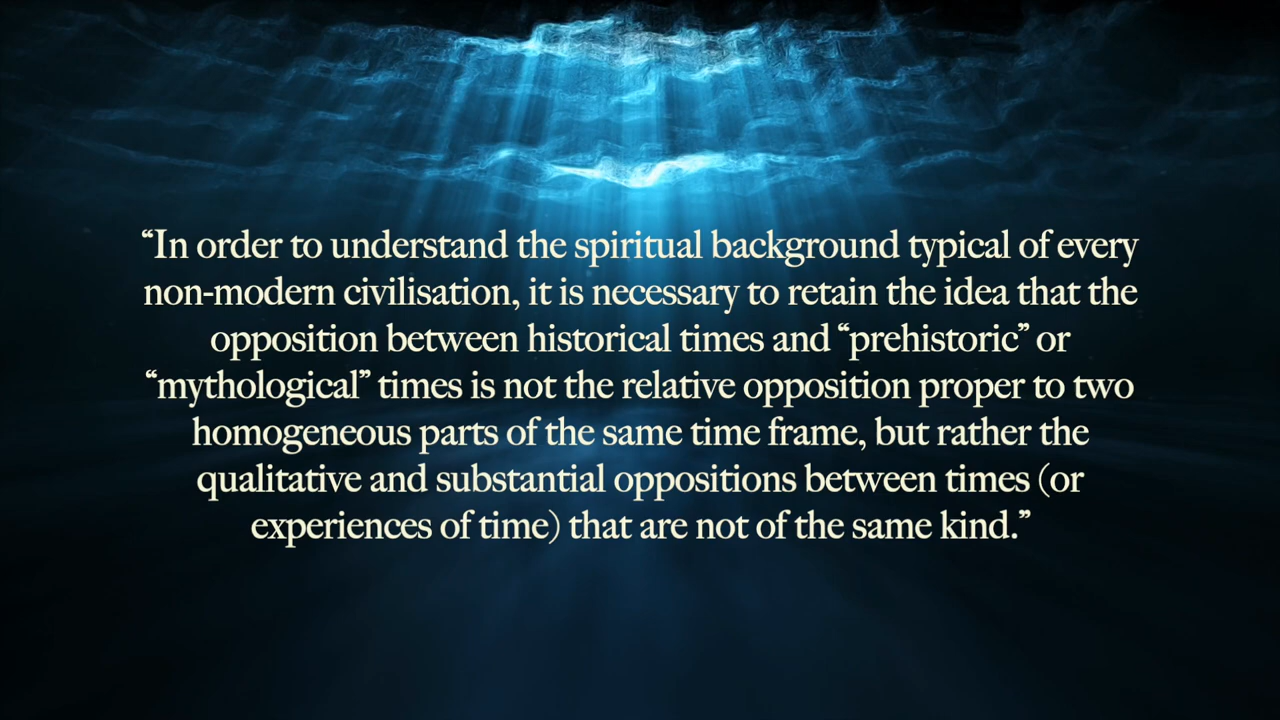 “In order to understand the spiritual background typical of every
non-modern civilisation, it is necessary to retain the idea that the
opposition between historical times and “prehistoric” or
“mythological” times is not the relative opposition proper to two
homogeneous parts of the same time frame, but rather the
qualitative and substantial oppositions between times (or
experiences of time) that are not of the same kind.”